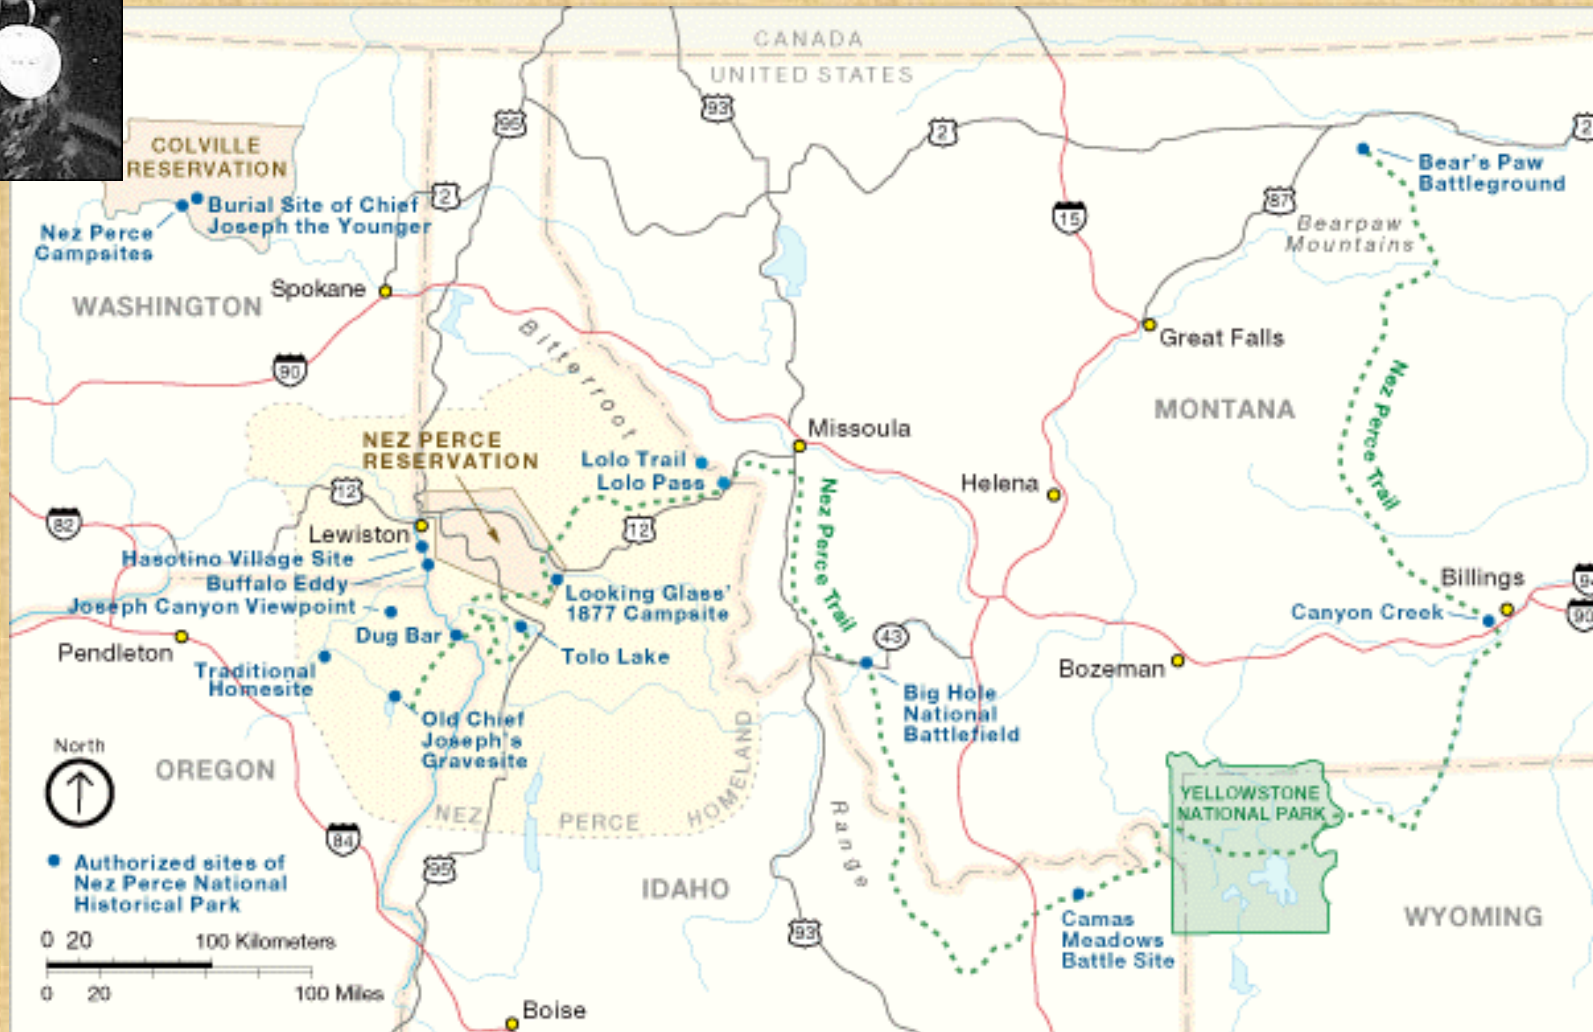 CANADA
UNITED STATES
95
93
2
2
COLVILLE
RESERVATION
Bear's Paw
Battleground
2
Burial Site of Chief
Joseph the Younger
15
87
Nez Perce
Campsites
Bearpaw
Mountains
Spokane
WASHINGTON
Great Falls
90
Bitterroot
Nez Perce Trail
MONTANA
Missoula
NEZ PERCE
RESERVATION
Lolo Trail
Lolo Pass
Helena
12
82
12
Lewiston
Nez Perce Trail
Hasotino Village Site
Buffalo Eddy
Joseph Canyon Viewpoint
Looking Glass'
1877 Campsite
Billings
94
90
Canyon Creek
Dug Bar
43
Pendleton
Tolo Lake
Bozeman
Traditional
Homesite
Big Hole
National
Battlefield
Old Chief
Joseph's
Gravesite
North
OREGON
NEZ PERCE HOMELAND
YELLOWSTONE
NATIONAL PARK
Range
84
95
Authorized sites of
Nez Perce National
Historical Park
IDAHO
Camas
Meadows
Battle Site
WYOMING
93
0 20 100 Kilometers
0 20 100 Miles
Boise